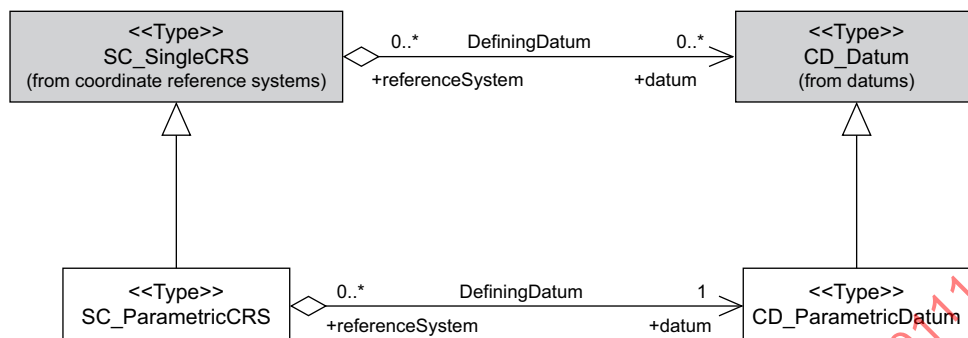 <<Type>>
SC_SingleCRS
(from coordinate reference systems)
0..* DefiningDatum 0..*
+referenceSystem +datum
<<Type>>
CD_Datum
(from datums)
<<Type>>
SC_ParametricCRS
0..* DefiningDatum 1
+referenceSystem +datum
<<Type>>
CD_ParametricDatum